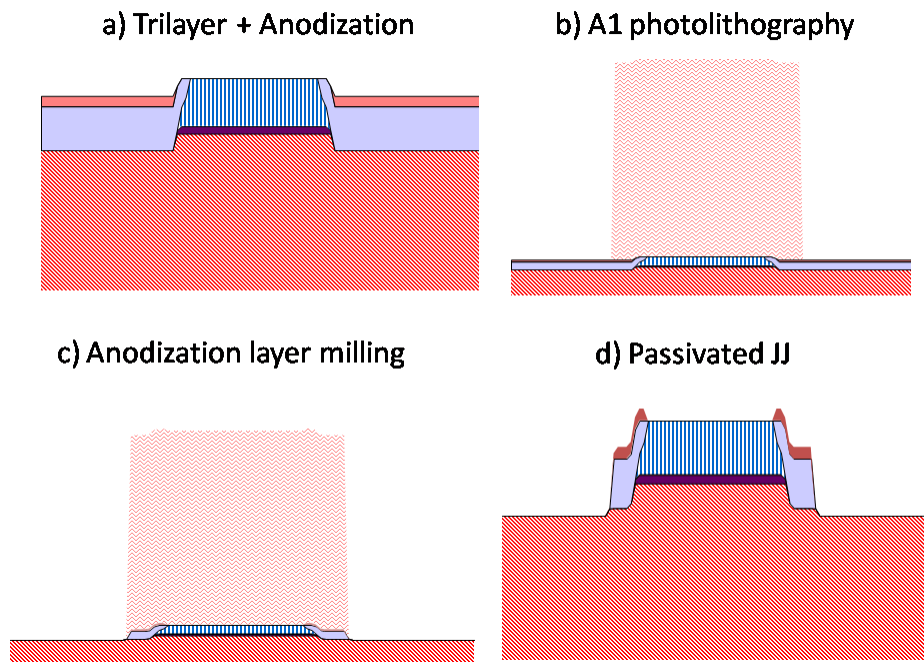 a) Trilayer + Anodization
b) A1 photolithography
c) Anodization layer milling
d) Passivated JJ